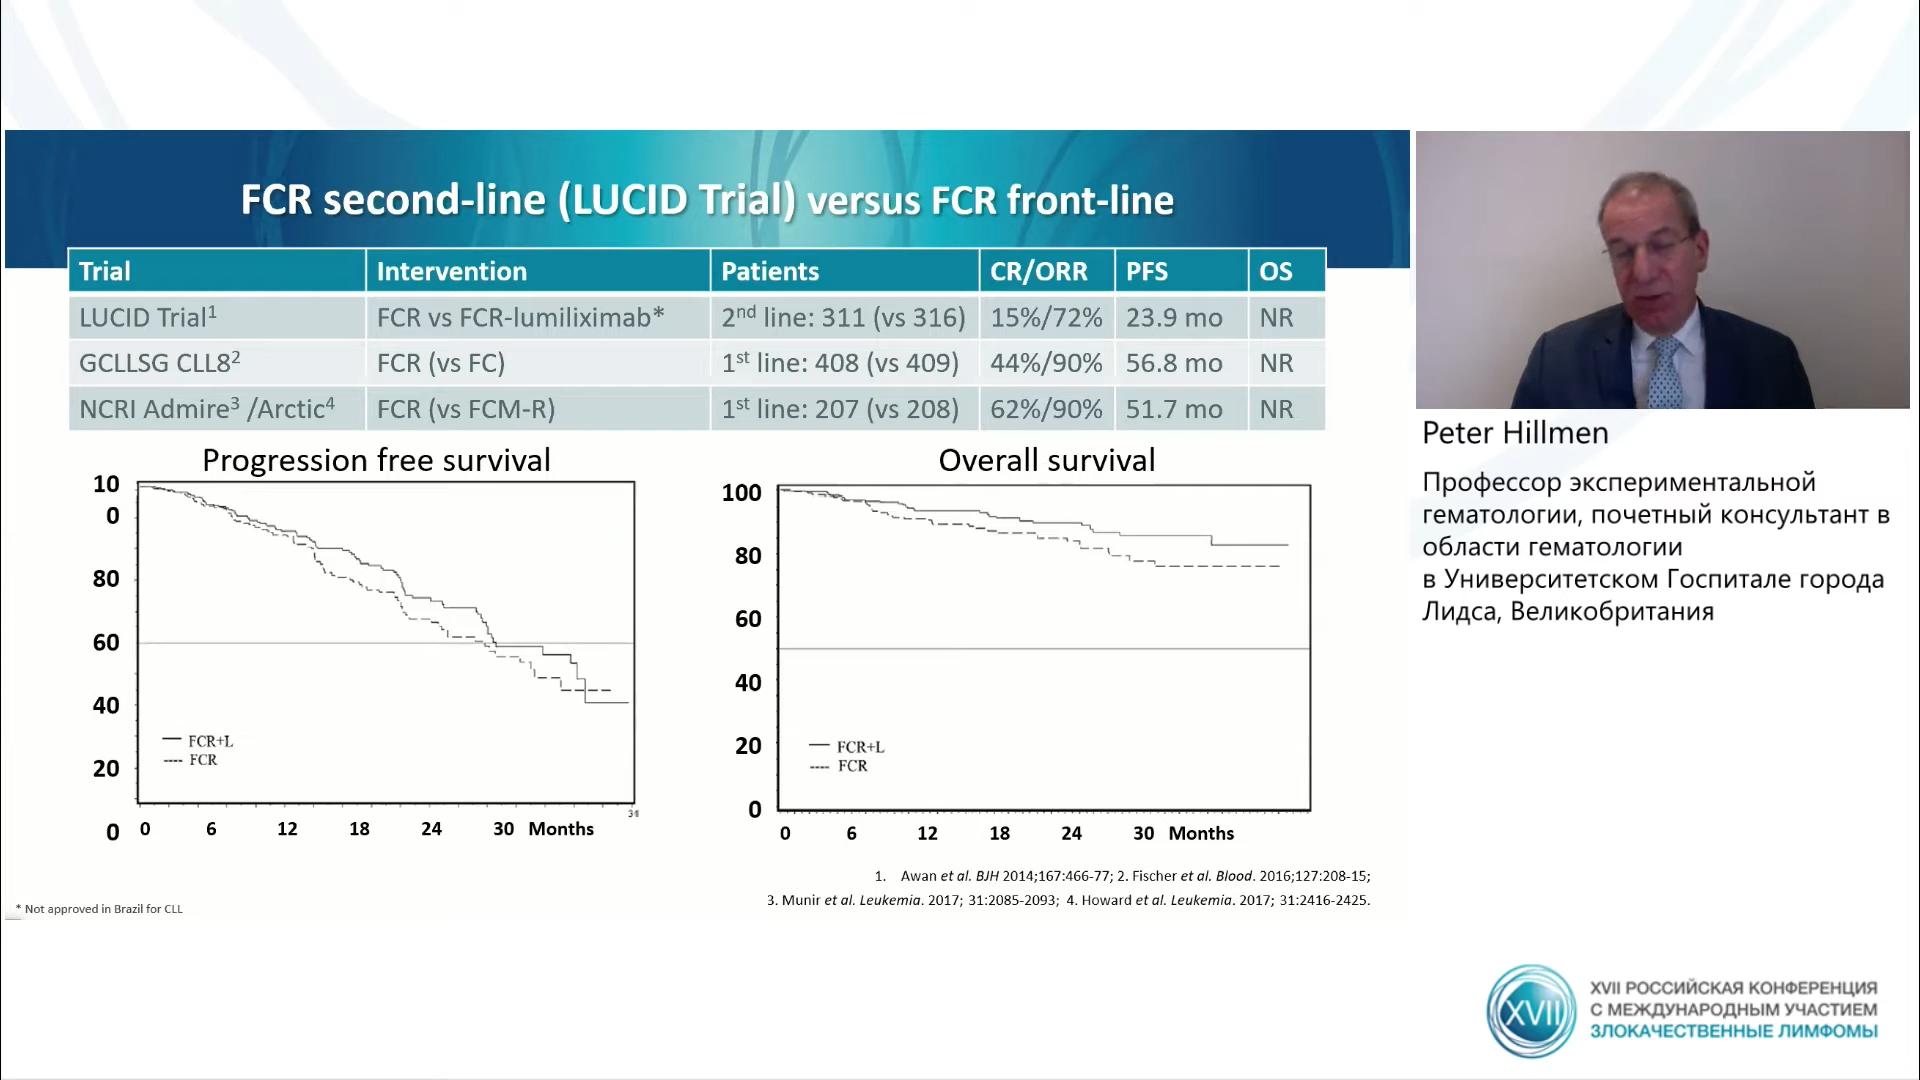 FCR second-line (LUCID Trial) versus FCR front-line
Trial Intervention Patients CR/ORR PFS OS
LUCID Trial1 FCR vs FCR-lumiliximab* 2nd line: 311 (vs 316) 15%/72% 23.9 mo NR
GCLLSG CLL82 FCR (vs FC) 1st line: 408 (vs 409) 44%/90% 56.8 mo NR
NCRI Admire3 /Arctic4 FCR (vs FCM-R) 1st line: 207 (vs 208) 62%/90% 51.7 mo NR
Progression free survival
10
0
80
60
40
20
0
FCR+L
FCR
0 6 12 18 24 30 Months
Overall survival
100
80
60
40
20
0
FCR+L
FCR
0 6 12 18 24 30 Months
1. Awan et al. BJH 2014;167:466-77; 2. Fischer et al. Blood. 2016;127:208-15;
3. Munir et al. Leukemia. 2017; 31:2085-2093; 4. Howard et al. Leukemia. 2017; 31:2416-2425.
* Not approved in Brazil for CLL
Peter Hillmen
Профессор экспериментальной
гематологии, почетный консультант в
области гематологии
в Университетском Госпитале города
Лидса, Великобритания
XVII
XVII РОССИЙСКАЯ КОНФЕРЕНЦИЯ
С МЕЖДУНАРОДНЫМ УЧАСТИЕМ
ЗЛОКАЧЕСТВЕННЫЕ ЛИМФОМЫ